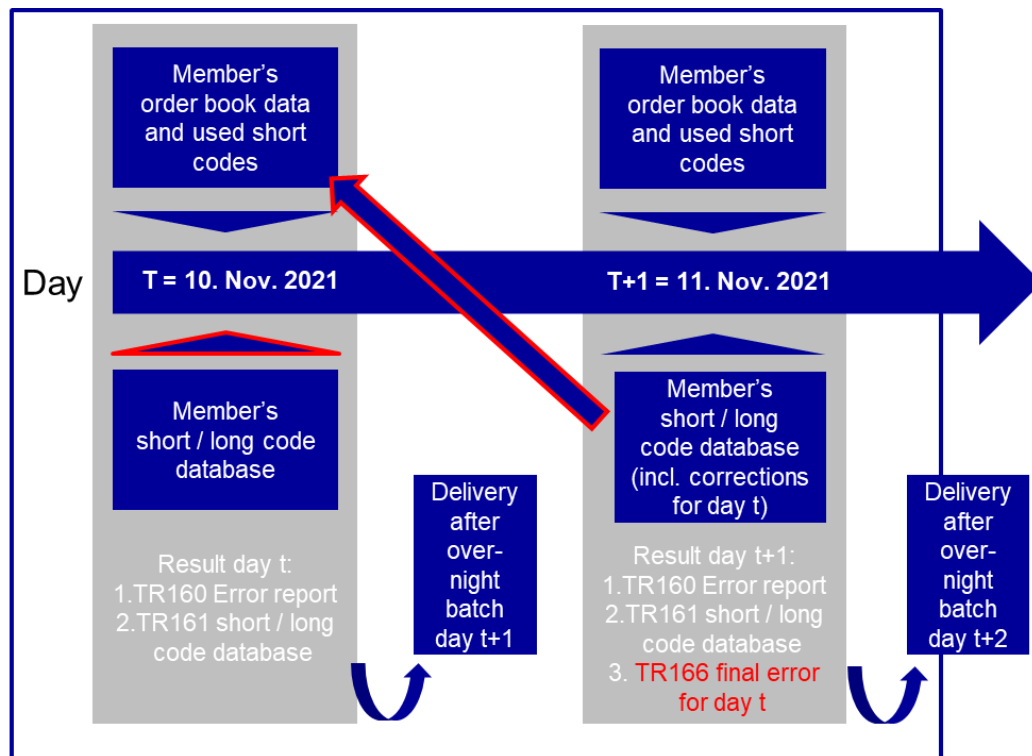 Member's
order book data
and used short
codes
Member's
order book data
and used short
codes
Day
T = 10. Nov. 2021
T+1 = 11. Nov. 2021
Member's
short / long code
database
Member's
short / long
code database
(incl. corrections
for day t)
Delivery
after
over-
night
batch
day t+1
Delivery
after
over-
night
batch
day t+2
Result day t:
1.TR160 Error report
2.TR161 short / long
code database
Result day t+1:
1.TR160 Error report
2.TR161 short / long
code database
3. TR166 final error
for day t